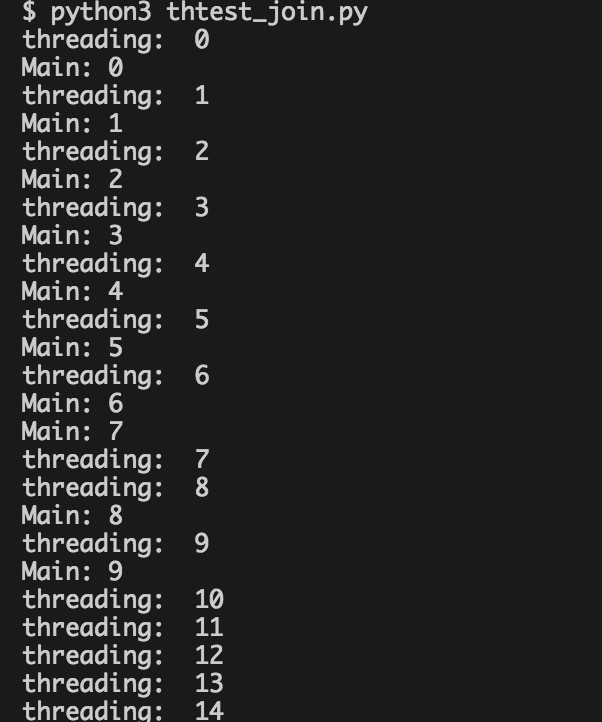 $ python3 thtest_join.py
threading:  0
Main: 0
threading:  1
Main: 1
threading:  2
Main: 2
threading:  3
Main: 3
threading:  4
Main: 4
threading:  5
Main: 5
threading:  6
Main: 6
Main: 7
threading:  7
threading:  8
Main: 8
threading:  9
Main: 9
threading:  10
threading:  11
threading:  12
threading:  13
threading:  14